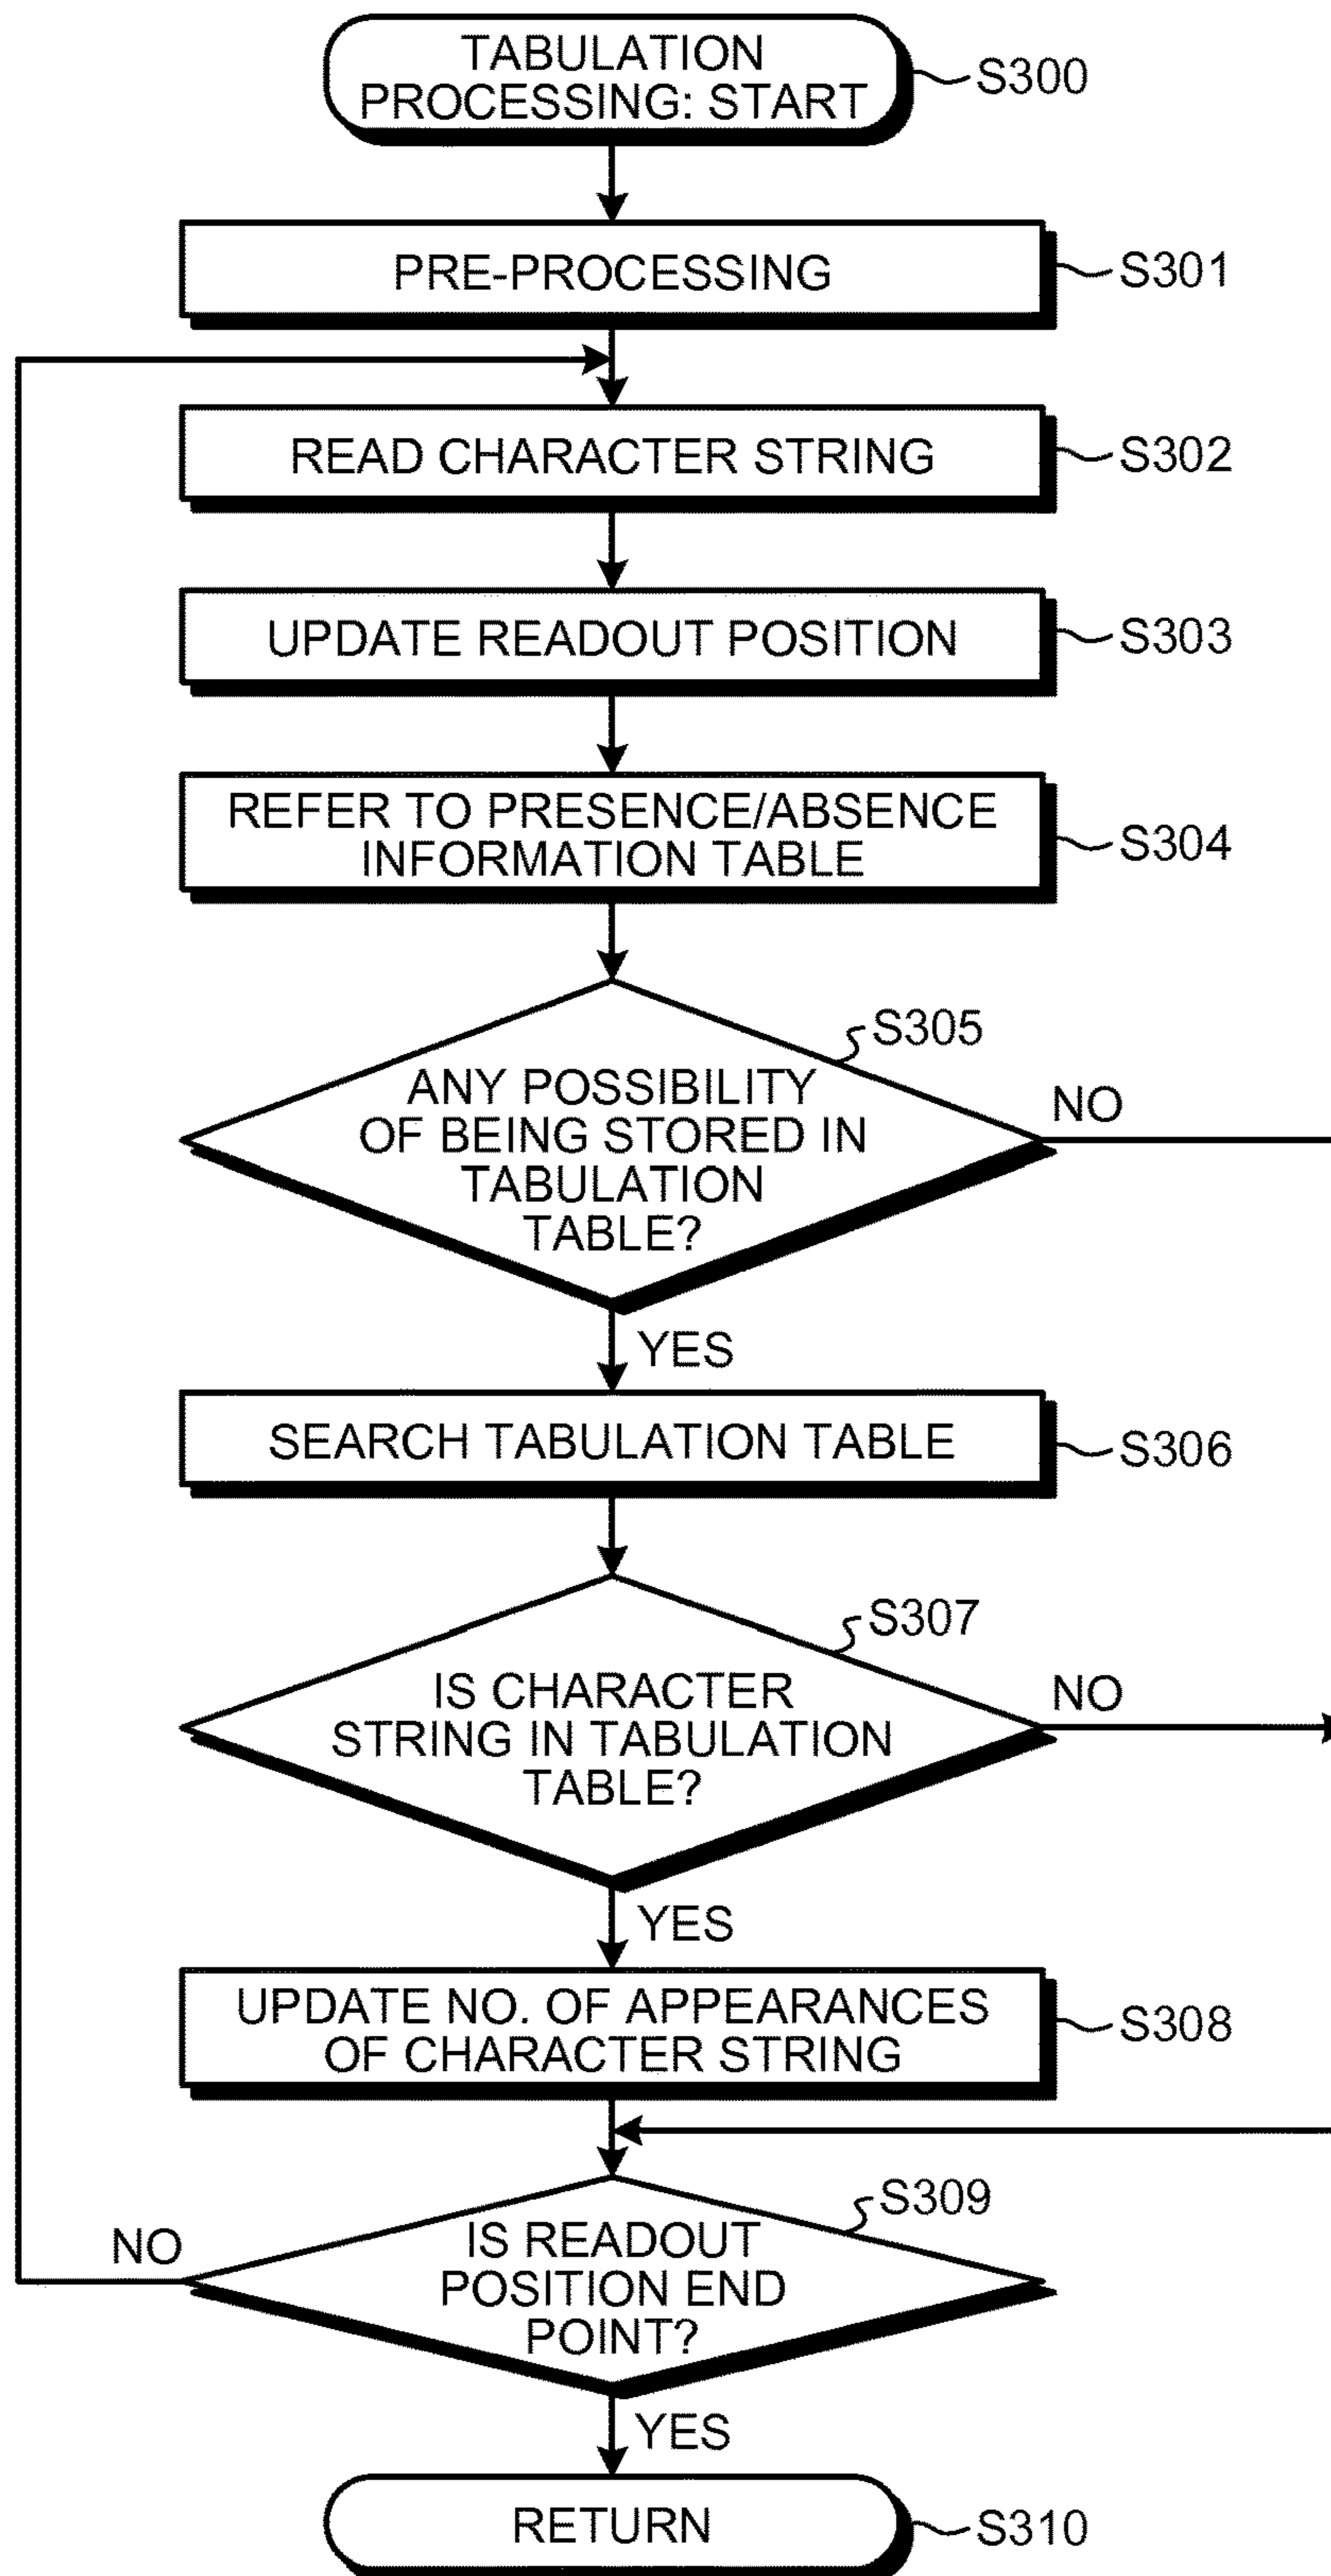 TABULATION
PROCESSING: START
S300
PRE-PROCESSING
S301
READ CHARACTER STRING
S302
UPDATE READOUT POSITION
S303
REFER TO PRESENCE/ABSENCE
INFORMATION TABLE
S304
S305
ANY POSSIBILITY
OF BEING STORED IN
TABULATION
TABLE?
NO
YES
SEARCH TABULATION TABLE
S306
S307
IS CHARACTER
STRING IN TABULATION
TABLE?
NO
YES
UPDATE NO. OF APPEARANCES
OF CHARACTER STRING
S308
S309
IS READOUT
POSITION END
POINT?
NO
YES
RETURN
S310